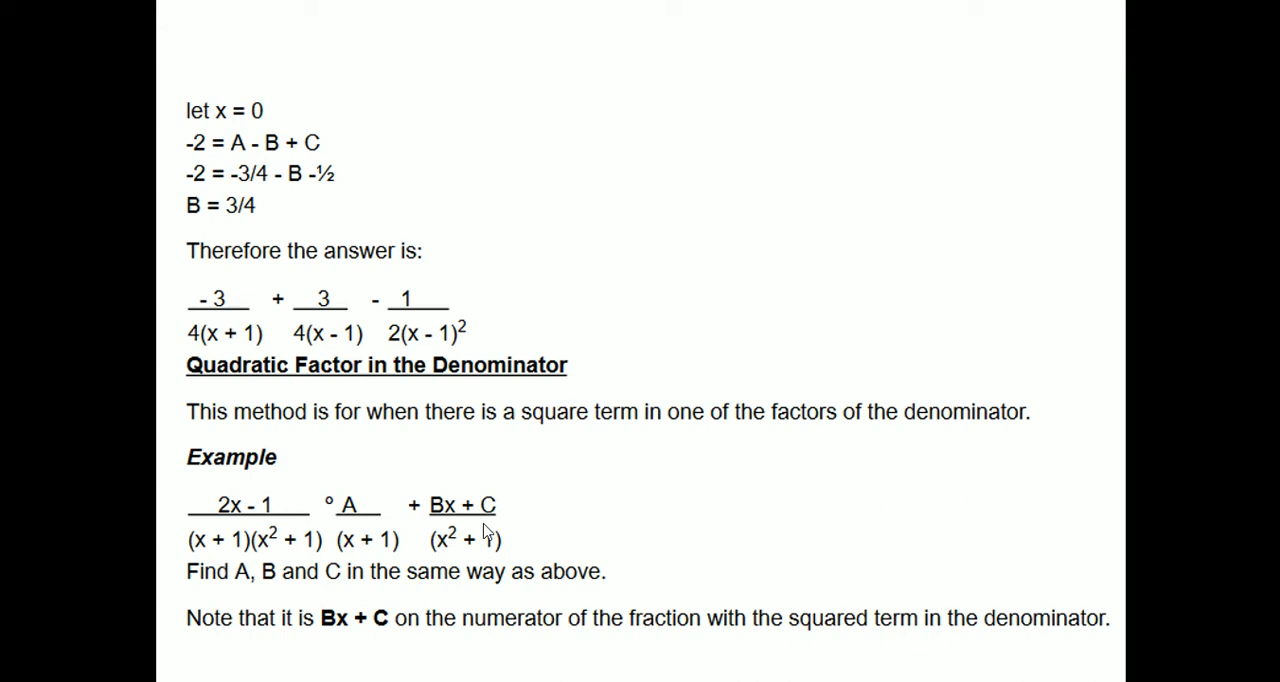 let x = 0
-2 = A - B + C
-2 = -3/4 - B -½
B = 3/4
Therefore the answer is:
- 3 + 3 - 1
4(x + 1) 4(x - 1) 2(x - 1)²
Quadratic Factor in the Denominator
This method is for when there is a square term in one of the factors of the denominator.
Example
2x - 1 º A + Bx + C
(x + 1)(x² + 1) (x + 1) (x² + 1)
Find A, B and C in the same way as above.
Note that it is Bx + C on the numerator of the fraction with the squared term in the denominator.